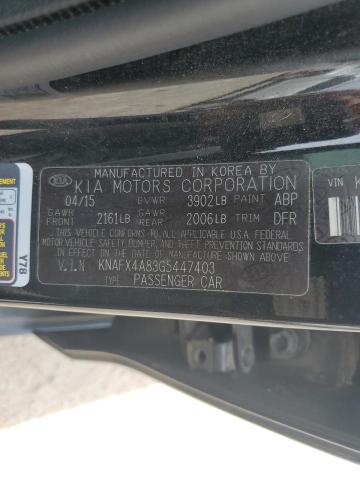 KIA
MANUFACTURED IN KOREA BY
KIA MOTORS CORPORATION
04/15 GVWR 3902LB PAINT ABP
GAWR FRONT 2161LB GAWR REAR 2006LB TRIM DFR
THIS VEHICLE CONFORMS TO ALL APPLICABLE U.S.A FEDERAL
MOTOR VEHICLE SAFETY, BUMPER, AND THEFT PREVENTION STANDARDS
IN EFFECT ON THE DATE OF MANUFACTURE SHOWN ABOVE
V.I.N KNAFX4A83G5447403
TYPE: PASSENGER CAR
Y78
VIN